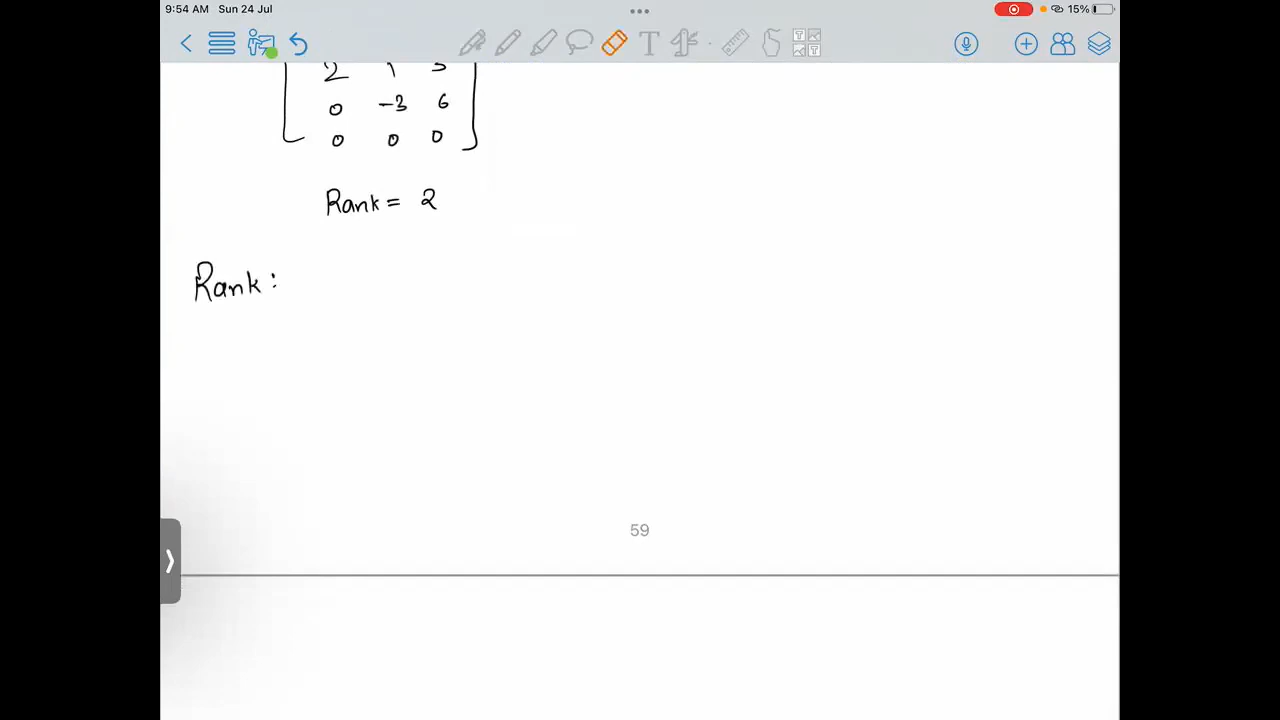 9:54 AM Sun 24 Jul
15%
T
2 1
0 -3 6
0 0 0
Rank = 2
Rank:
59